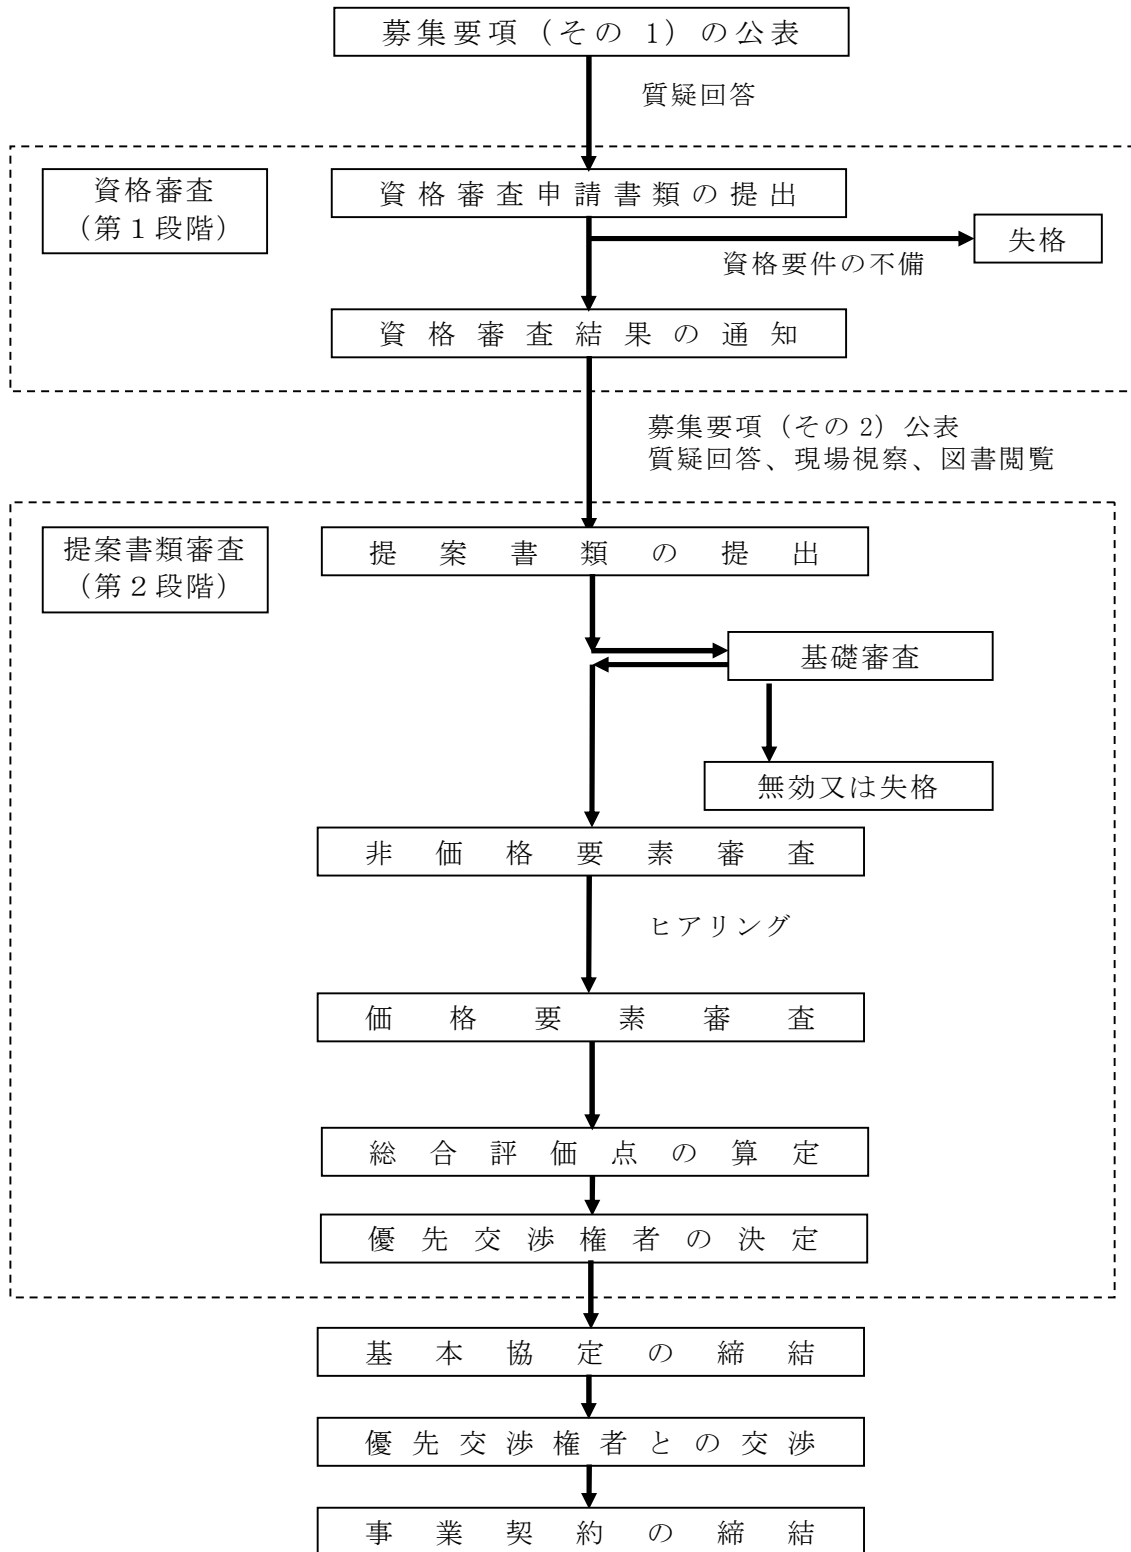 募集要項（その 1）の公表
質疑回答
資格審査
（第１段階）
資格審査申請書類の提出
失格
資格要件の不備
資格審査結果の通知
募集要項（その 2）公表
質疑回答、現場視察、図書閲覧
提案書類審査
（第２段階）
提案書類の提出
基礎審査
無効又は失格
非価格要素審査
ヒアリング
価格要素審査
総合評価点の算定
優先交渉権者の決定
基本協定の締結
優先交渉権者との交渉
事業契約の締結